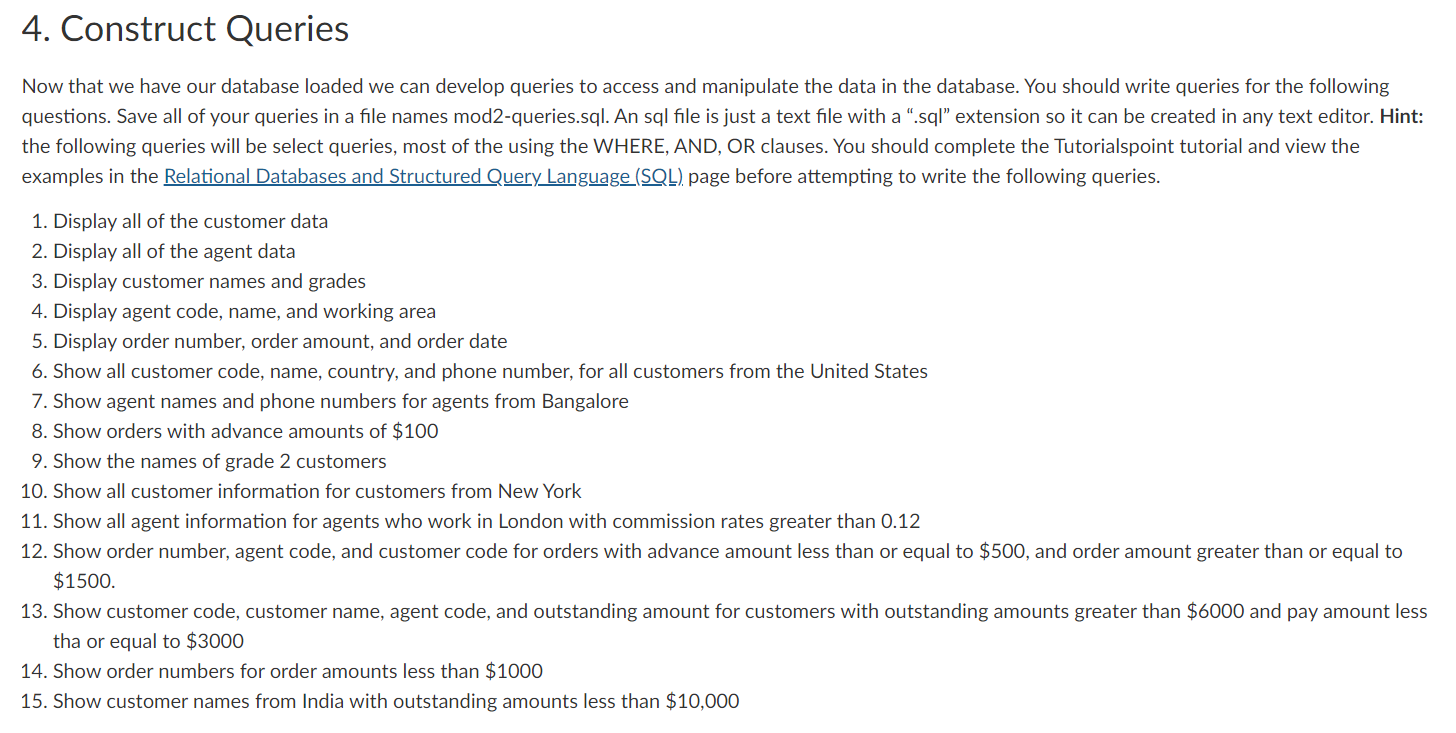 4. Construct Queries
Now that we have our database loaded we can develop queries to access and manipulate the data in the database. You should write queries for the following
questions. Save all of your queries in a file names mod2-queries.sql. An sql file is just a text file with a “.sql” extension so it can be created in any text editor. Hint:
the following queries will be select queries, most of the using the WHERE, AND, OR clauses. You should complete the Tutorialspoint tutorial and view the
examples in the Relational Databases and Structured Query Language (SQL) page before attempting to write the following queries.
1. Display all of the customer data
2. Display all of the agent data
3. Display customer names and grades
4. Display agent code, name, and working area
5. Display order number, order amount, and order date
6. Show all customer code, name, country, and phone number, for all customers from the United States
7. Show agent names and phone numbers for agents from Bangalore
8. Show orders with advance amounts of $100
9. Show the names of grade 2 customers
10. Show all customer information for customers from New York
11. Show all agent information for agents who work in London with commission rates greater than 0.12
12. Show order number, agent code, and customer code for orders with advance amount less than or equal to $500, and order amount greater than or equal to
$1500.
13. Show customer code, customer name, agent code, and outstanding amount for customers with outstanding amounts greater than $6000 and pay amount less
tha or equal to $3000
14. Show order numbers for order amounts less than $1000
15. Show customer names from India with outstanding amounts less than $10,000